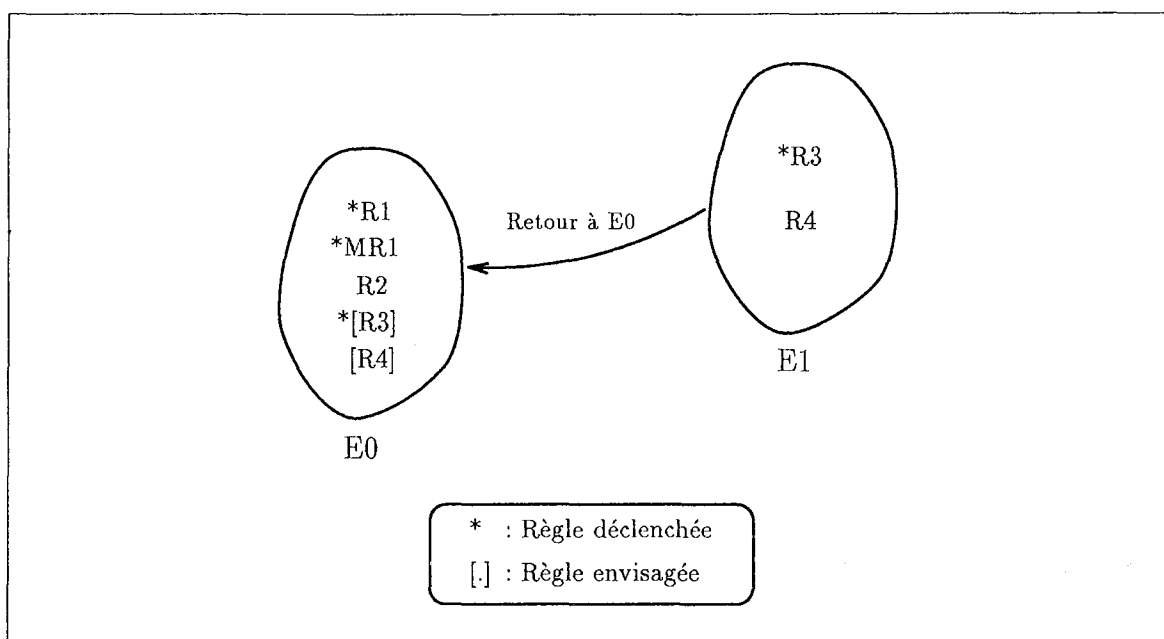 *R1
*MR1
R2
*[R3]
[R4]
E0
Retour à E0
*R3
R4
E1
* : Règle déclenchée
[.] : Règle envisagée